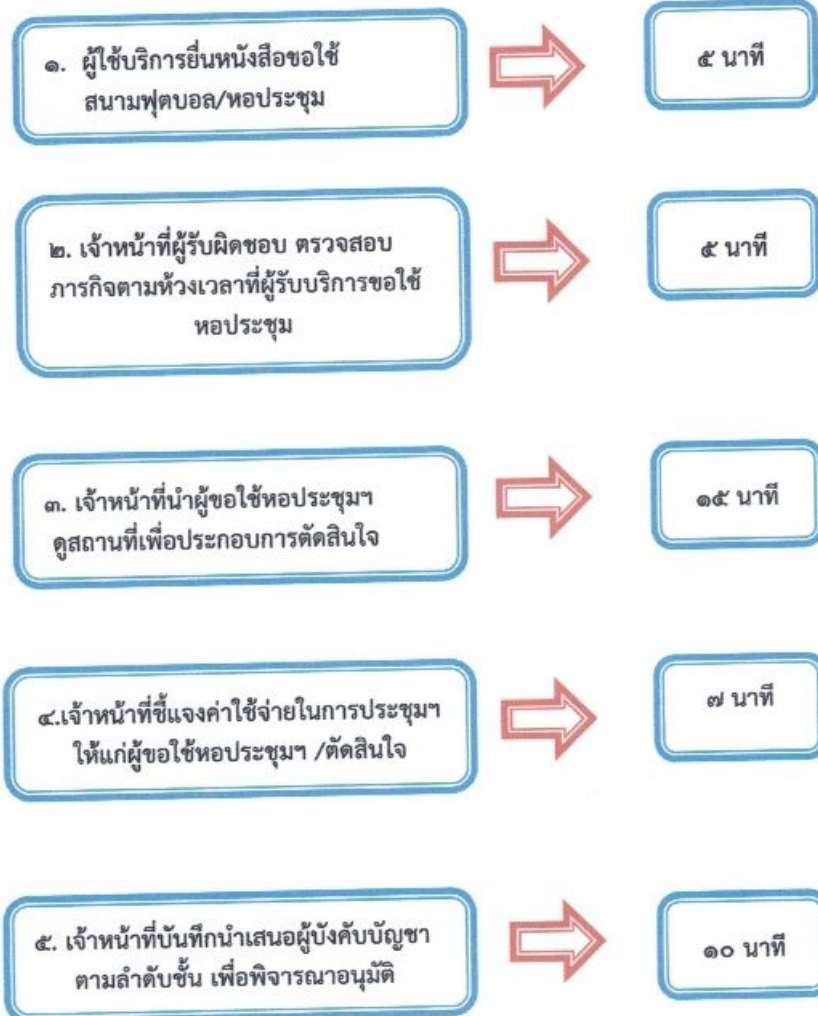 ๑. ผู้ใช้บริการยื่นหนังสือขอใช้
สนามฟุตบอล/หอประชุม
๕ นาที
๒. เจ้าหน้าที่ผู้รับผิดชอบ ตรวจสอบ
ภารกิจตามห้วงเวลาที่ผู้รับบริการขอใช้
หอประชุม
๕ นาที
๓. เจ้าหน้าที่นำผู้ขอใช้หอประชุมฯ
ดูสถานที่เพื่อประกอบการตัดสินใจ
๑๕ นาที
๔.เจ้าหน้าที่ชี้แจงค่าใช้จ่ายในการประชุมฯ
ให้แก่ผู้ขอใช้หอประชุมฯ /ตัดสินใจ
๗ นาที
๕. เจ้าหน้าที่บันทึกนำเสนอผู้บังคับบัญชา
ตามลำดับชั้น เพื่อพิจารณาอนุมัติ
๑๐ นาที